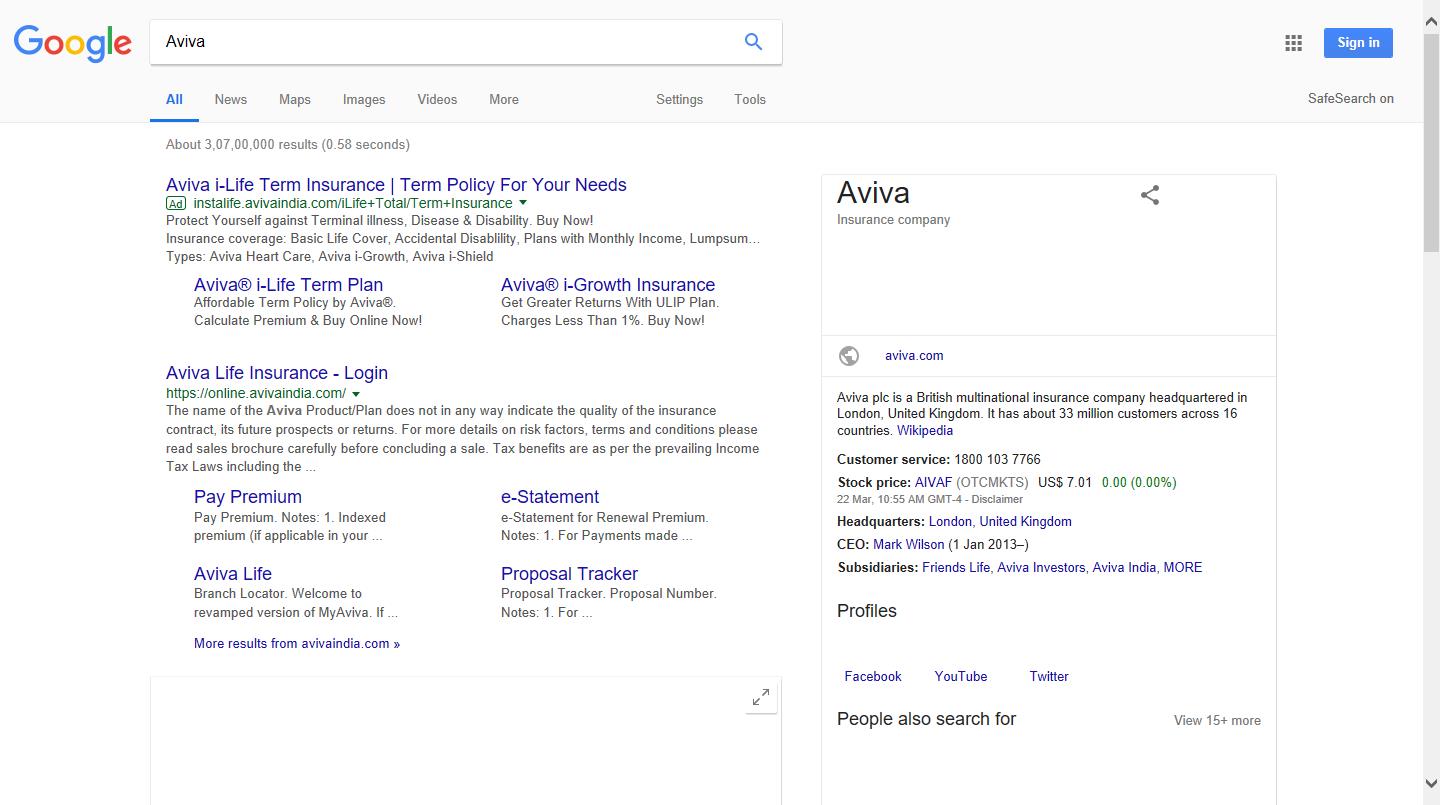 Google
Aviva
Sign in
All News Maps Images Videos More Settings Tools
SafeSearch on
About 3,07,00,000 results (0.58 seconds)
Aviva i-Life Term Insurance | Term Policy For Your Needs
Ad instalife.avivaindia.com/iLife+Total/Term+Insurance
Protect Yourself against Terminal illness, Disease & Disability. Buy Now!
Insurance coverage: Basic Life Cover, Accidental Disablility, Plans with Monthly Income, Lumpsum...
Types: Aviva Heart Care, Aviva i-Growth, Aviva i-Shield
Aviva® i-Life Term Plan
Affordable Term Policy by Aviva®.
Calculate Premium & Buy Online Now!
Aviva® i-Growth Insurance
Get Greater Returns With ULIP Plan.
Charges Less Than 1%. Buy Now!
Aviva Life Insurance - Login
https://online.avivaindia.com/
The name of the Aviva Product/Plan does not in any way indicate the quality of the insurance
contract, its future prospects or returns. For more details on risk factors, terms and conditions please
read sales brochure carefully before concluding a sale. Tax benefits are as per the prevailing Income
Tax Laws including the ...
Pay Premium
Pay Premium. Notes: 1. Indexed
premium (if applicable in your ...
e-Statement
e-Statement for Renewal Premium.
Notes: 1. For Payments made ...
Aviva Life
Branch Locator. Welcome to
revamped version of MyAviva. If ...
Proposal Tracker
Proposal Tracker. Proposal Number.
Notes: 1. For ...
More results from avivaindia.com »
Aviva
Insurance company
aviva.com
Aviva plc is a British multinational insurance company headquartered in
London, United Kingdom. It has about 33 million customers across 16
countries. Wikipedia
Customer service: 1800 103 7766
Stock price: AIVAF (OTCMKTS) US$ 7.01 0.00 (0.00%)
22 Mar, 10:55 AM GMT-4 - Disclaimer
Headquarters: London, United Kingdom
CEO: Mark Wilson (1 Jan 2013–)
Subsidiaries: Friends Life, Aviva Investors, Aviva India, MORE
Profiles
Facebook YouTube Twitter
People also search for View 15+ more